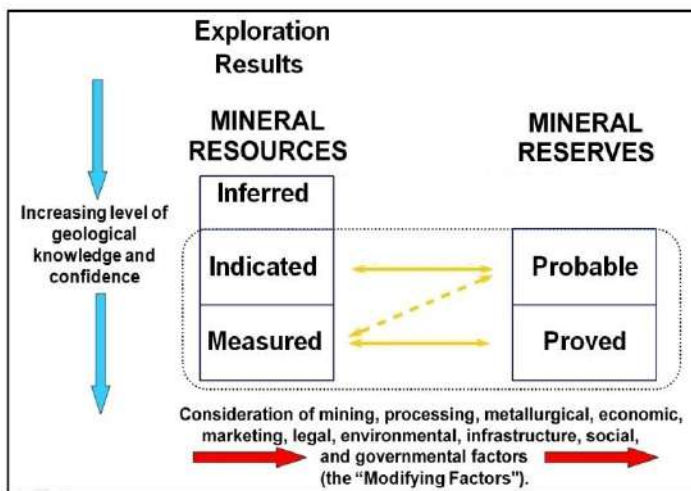 Exploration
Results
MINERAL
RESOURCES
MINERAL
RESERVES
Inferred
Increasing level of
geological
knowledge and
confidence
Indicated
Probable
Measured
Proved
Consideration of mining, processing, metallurgical, economic,
marketing, legal, environmental, infrastructure, social,
and governmental factors
(the “Modifying Factors”).